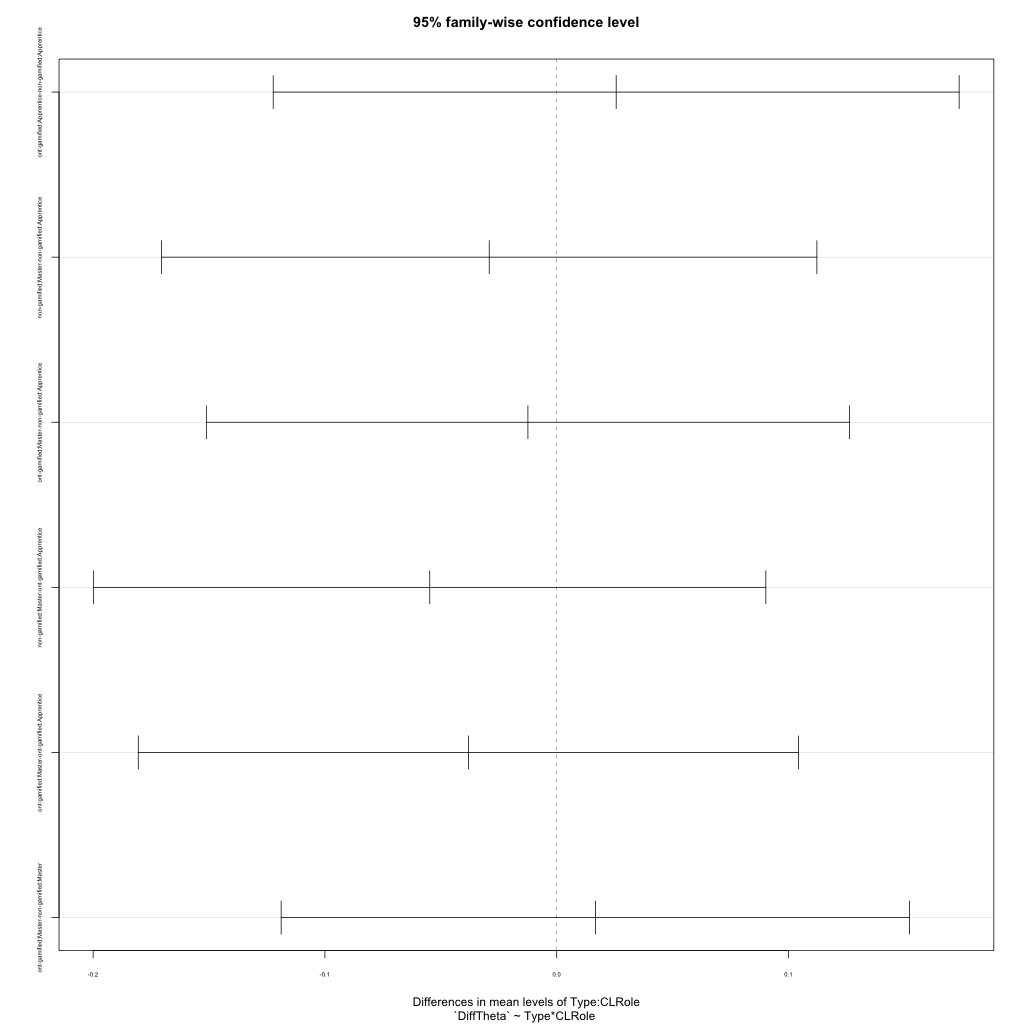 95% family-wise confidence level
ont-gamified:Apprentice-non-gamified:Apprentice
non-gamified:Master-non-gamified:Apprentice
ont-gamified:Master-non-gamified:Apprentice
non-gamified:Master-ont-gamified:Apprentice
ont-gamified:Master-ont-gamified:Apprentice
ont-gamified:Master-non-gamified:Master
-0.2 -0.1 0.0 0.1
Differences in mean levels of Type:CLRole
`DiffTheta` ~ Type*CLRole